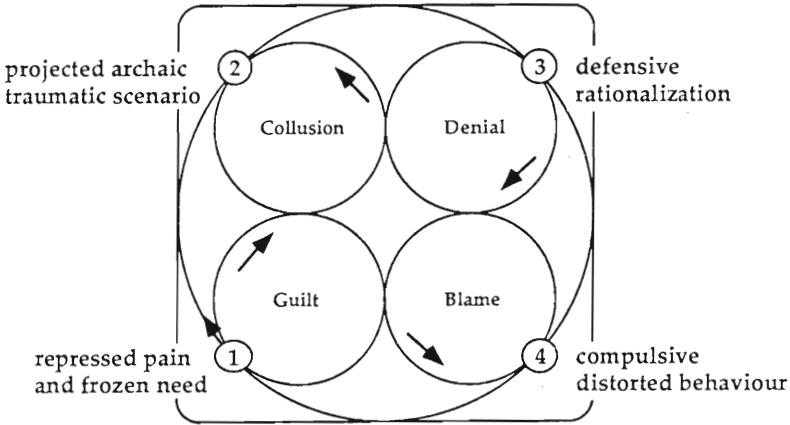 2
3
projected archaic
traumatic scenario
defensive
rationalization
Collusion
Denial
Guilt
Blame
1
4
repressed pain
and frozen need
compulsive
distorted behaviour